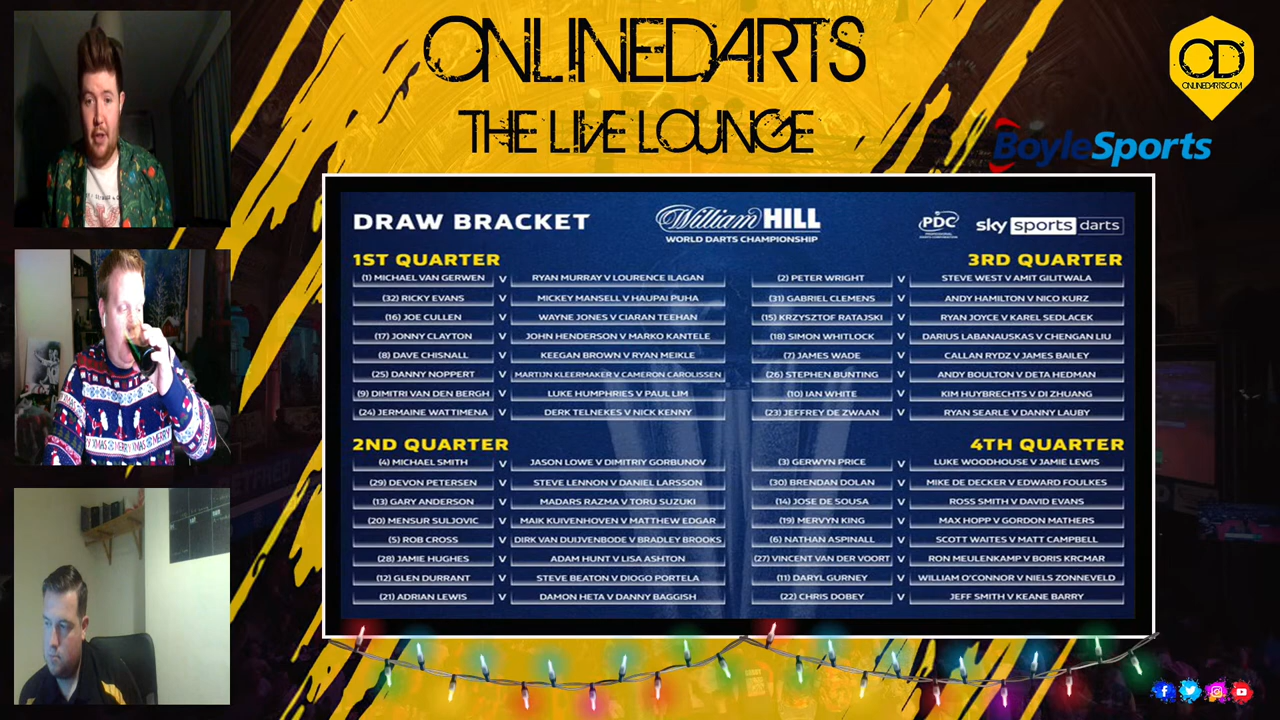 ONLINEDARTS
THE LIVE LOUNGE
OD
ONLINEDARTS.COM
BoyleSports
DRAW BRACKET
William HILL
WORLD DARTS CHAMPIONSHIP
PDC
sky sports darts
1ST QUARTER
(1) MICHAEL VAN GERWEN V RYAN MURRAY V LOURENCE ILAGAN
(32) RICKY EVANS V MICKEY MANSELL V HAUPAI PUHA
(16) JOE CULLEN V WAYNE JONES V CIARAN TEEHAN
(17) JONNY CLAYTON V JOHN HENDERSON V MARKO KANTELE
(8) DAVE CHISNALL V KEEGAN BROWN V RYAN MEIKLE
(25) DANNY NOPPERT V MARTIJN KLEERMAKER V CAMERON CAROLISSEN
(9) DIMITRI VAN DEN BERGH V LUKE HUMPHRIES V PAUL LIM
(24) JERMAINE WATTIMENA V DERK TELNEKES V NICK KENNY
2ND QUARTER
(4) MICHAEL SMITH V JASON LOWE V DIMITRIY GORBUNOV
(29) DEVON PETERSEN V STEVE LENNON V DANIEL LARSSON
(13) GARY ANDERSON V MADARS RAZMA V TORU SUZUKI
(20) MENSUR SULJOVIC V MAIK KUIVENHOVEN V MATTHEW EDGAR
(5) ROB CROSS V DIRK VAN DUIJVENBODE V BRADLEY BROOKS
(28) JAMIE HUGHES V ADAM HUNT V LISA ASHTON
(12) GLEN DURRANT V STEVE BEATON V DIOGO PORTELA
(21) ADRIAN LEWIS V DAMON HETA V DANNY BAGGISH
3RD QUARTER
(2) PETER WRIGHT V STEVE WEST V AMIT GILITWALA
(31) GABRIEL CLEMENS V ANDY HAMILTON V NICO KURZ
(15) KRZYSZTOF RATAJSKI V RYAN JOYCE V KAREL SEDLACEK
(18) SIMON WHITLOCK V DARIUS LABANAUSKAS V CHENGAN LIU
(7) JAMES WADE V CALLAN RYDZ V JAMES BAILEY
(26) STEPHEN BUNTING V ANDY BOULTON V DETA HEDMAN
(10) IAN WHITE V KIM HUYBRECHTS V DI ZHUANG
(23) JEFFREY DE ZWAAN V RYAN SEARLE V DANNY LAUBY
4TH QUARTER
(3) GERWYN PRICE V LUKE WOODHOUSE V JAMIE LEWIS
(30) BRENDAN DOLAN V MIKE DE DECKER V EDWARD FOULKES
(14) JOSE DE SOUSA V ROSS SMITH V DAVID EVANS
(19) MERVYN KING V MAX HOPP V GORDON MATHERS
(6) NATHAN ASPINALL V SCOTT WAITES V MATT CAMPBELL
(27) VINCENT VAN DER VOORT V RON MEULENKAMP V BORIS KRCMAR
(11) DARYL GURNEY V WILLIAM O'CONNOR V NIELS ZONNEVELD
(22) CHRIS DOBEY V JEFF SMITH V KEANE BARRY
MERRY XMAS MERRY